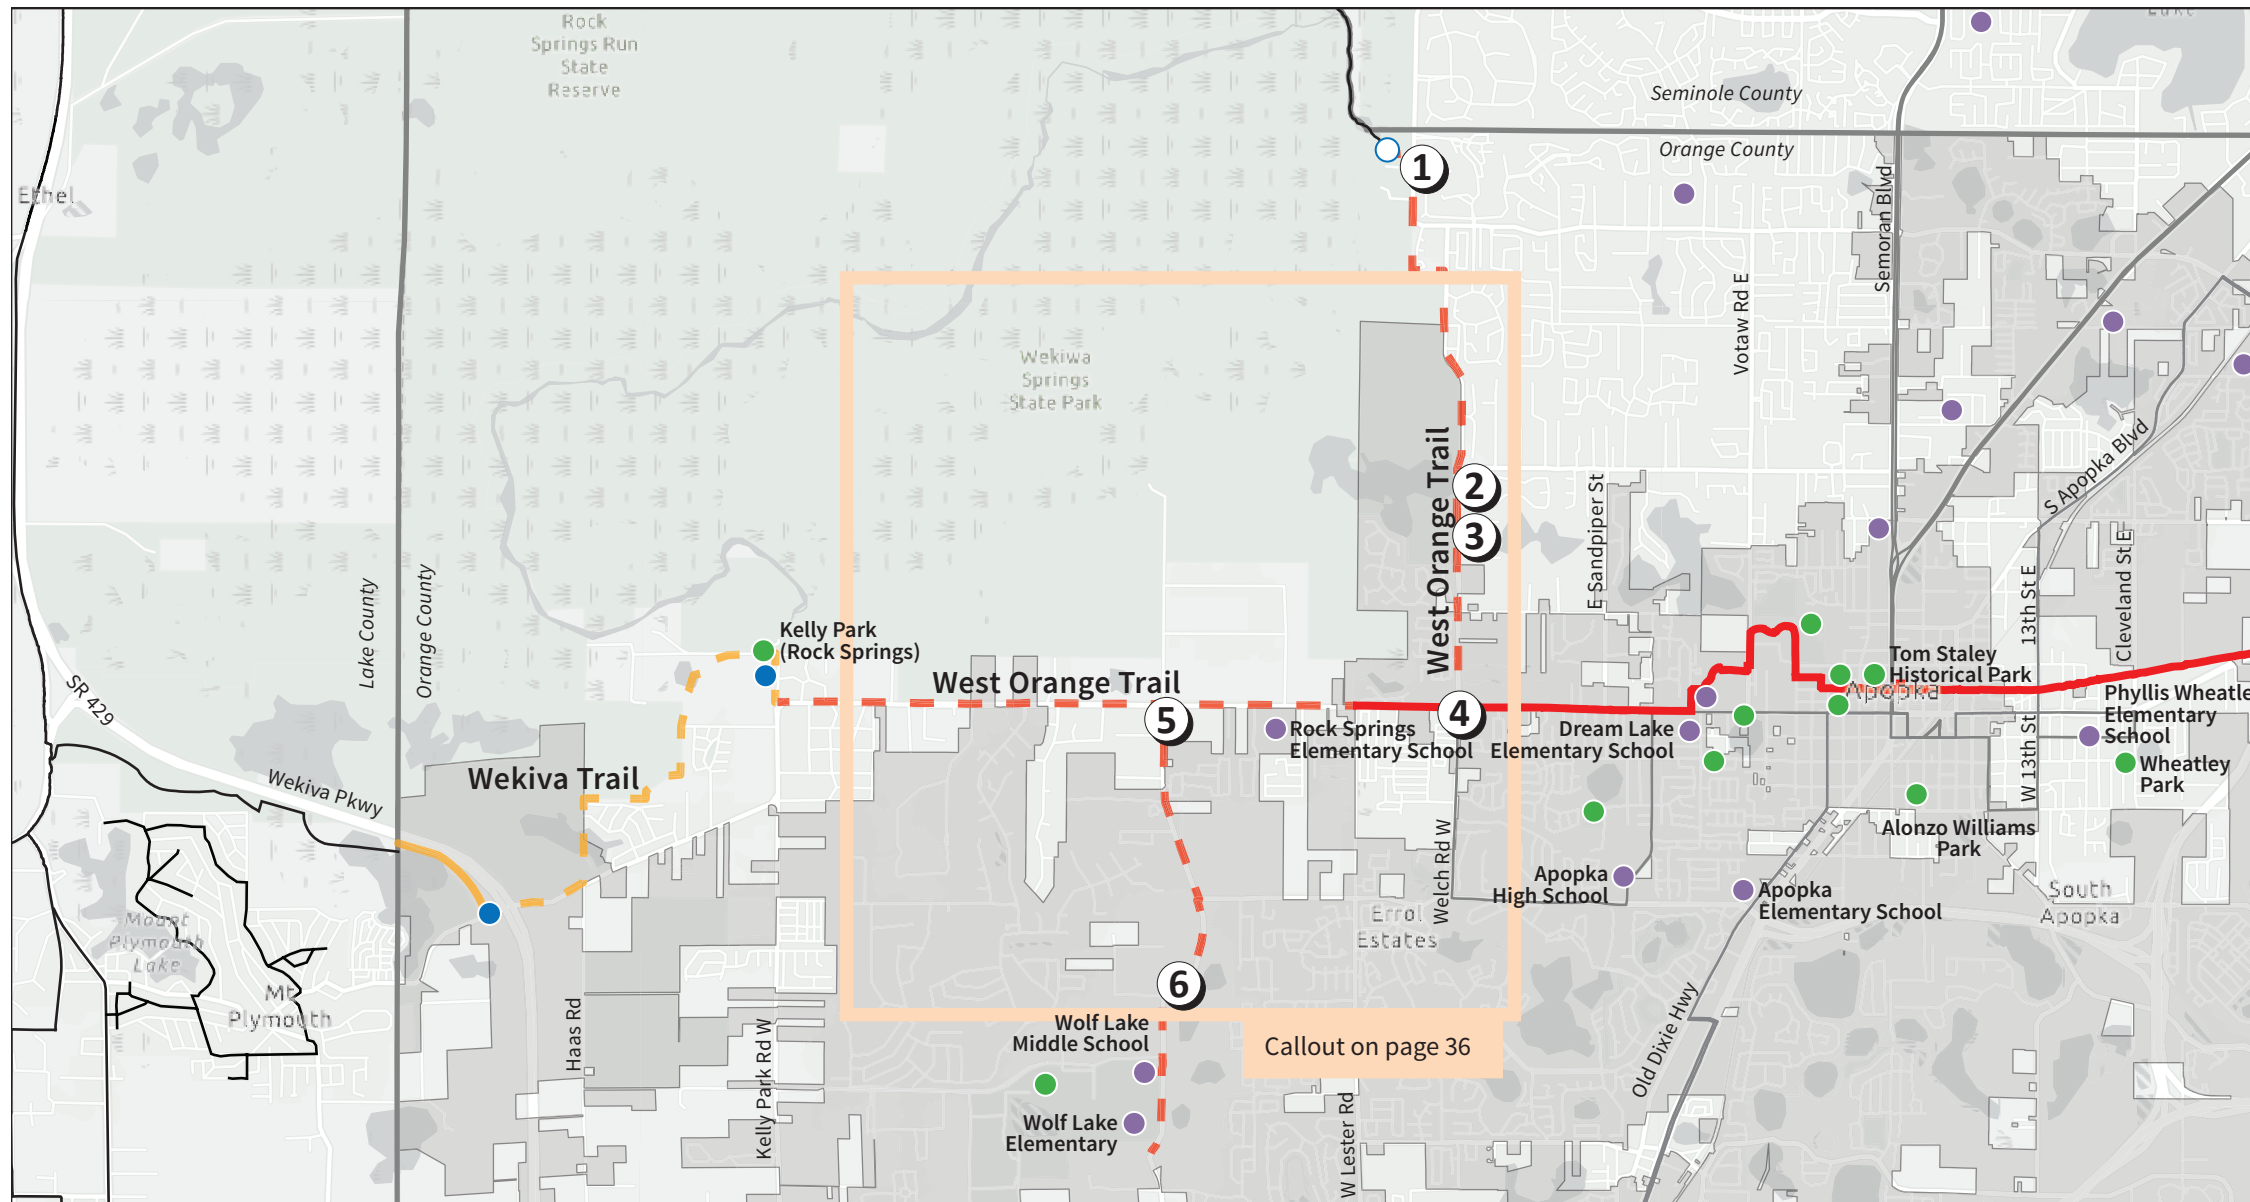 Rock
Springs Run
State
Reserve
Seminole County
Orange County
1
Ethel
Semoran Blvd
Votaw Rd E
Wekiwa
Springs
State Park
West Orange Trail
2
3
E Sandpiper St
S Apopka Blvd
Cleveland St E
13th St E
Lake County
Orange County
Kelly Park
(Rock Springs)
West Orange Trail
Tom Staley
Historical Park
Apopka
SR 429
5
4
Rock Springs
Elementary School
Dream Lake
Elementary School
Phyllis Wheatle
Elementary
School
Wheatley
Park
W 13th St
Wekiva Trail
Wekiva Pkwy
Alonzo Williams
Park
Welch Rd W
Apopka
High School
Apopka
Elementary School
South
Apopka
Errol
Estates
Mount
Plymouth
Lake
Mt
Plymouth
6
Haas Rd
Kelly Park Rd W
Wolf Lake
Middle School
Callout on page 36
Old Dixie Hwy
Wolf Lake
Elementary
W Lester Rd